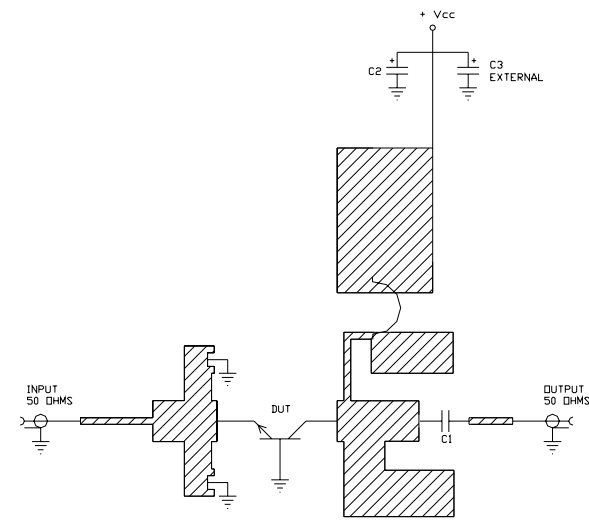 + Vcc
+
C2
+
C3
EXTERNAL
INPUT
50 OHMS
DUT
C1
OUTPUT
50 OHMS